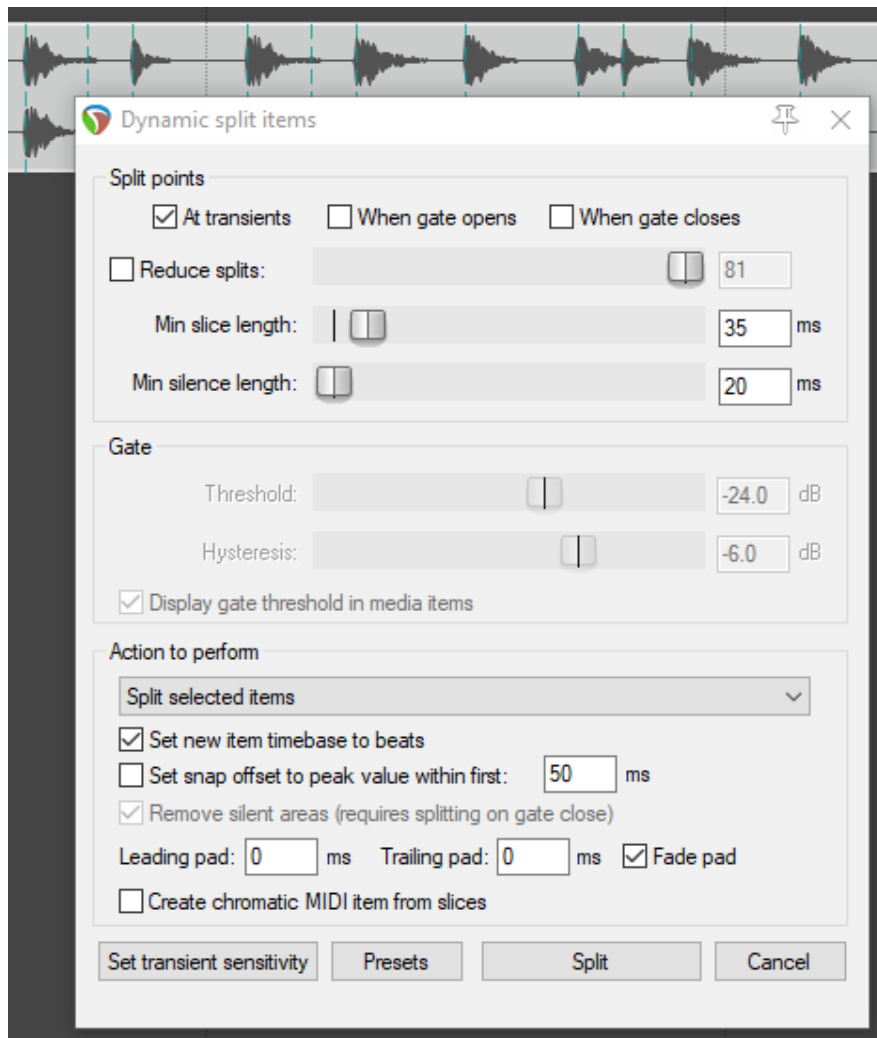 Dynamic split items
Split points
At transients When gate opens When gate closes
Reduce splits: 81
Min slice length: 35 ms
Min silence length: 20 ms
Gate
Threshold: -24.0 dB
Hysteresis: -6.0 dB
Display gate threshold in media items
Action to perform
Split selected items
Set new item timebase to beats
Set snap offset to peak value within first: 50 ms
Remove silent areas (requires splitting on gate close)
Leading pad: 0 ms Trailing pad: 0 ms Fade pad
Create chromatic MIDI item from slices
Set transient sensitivity Presets Split Cancel